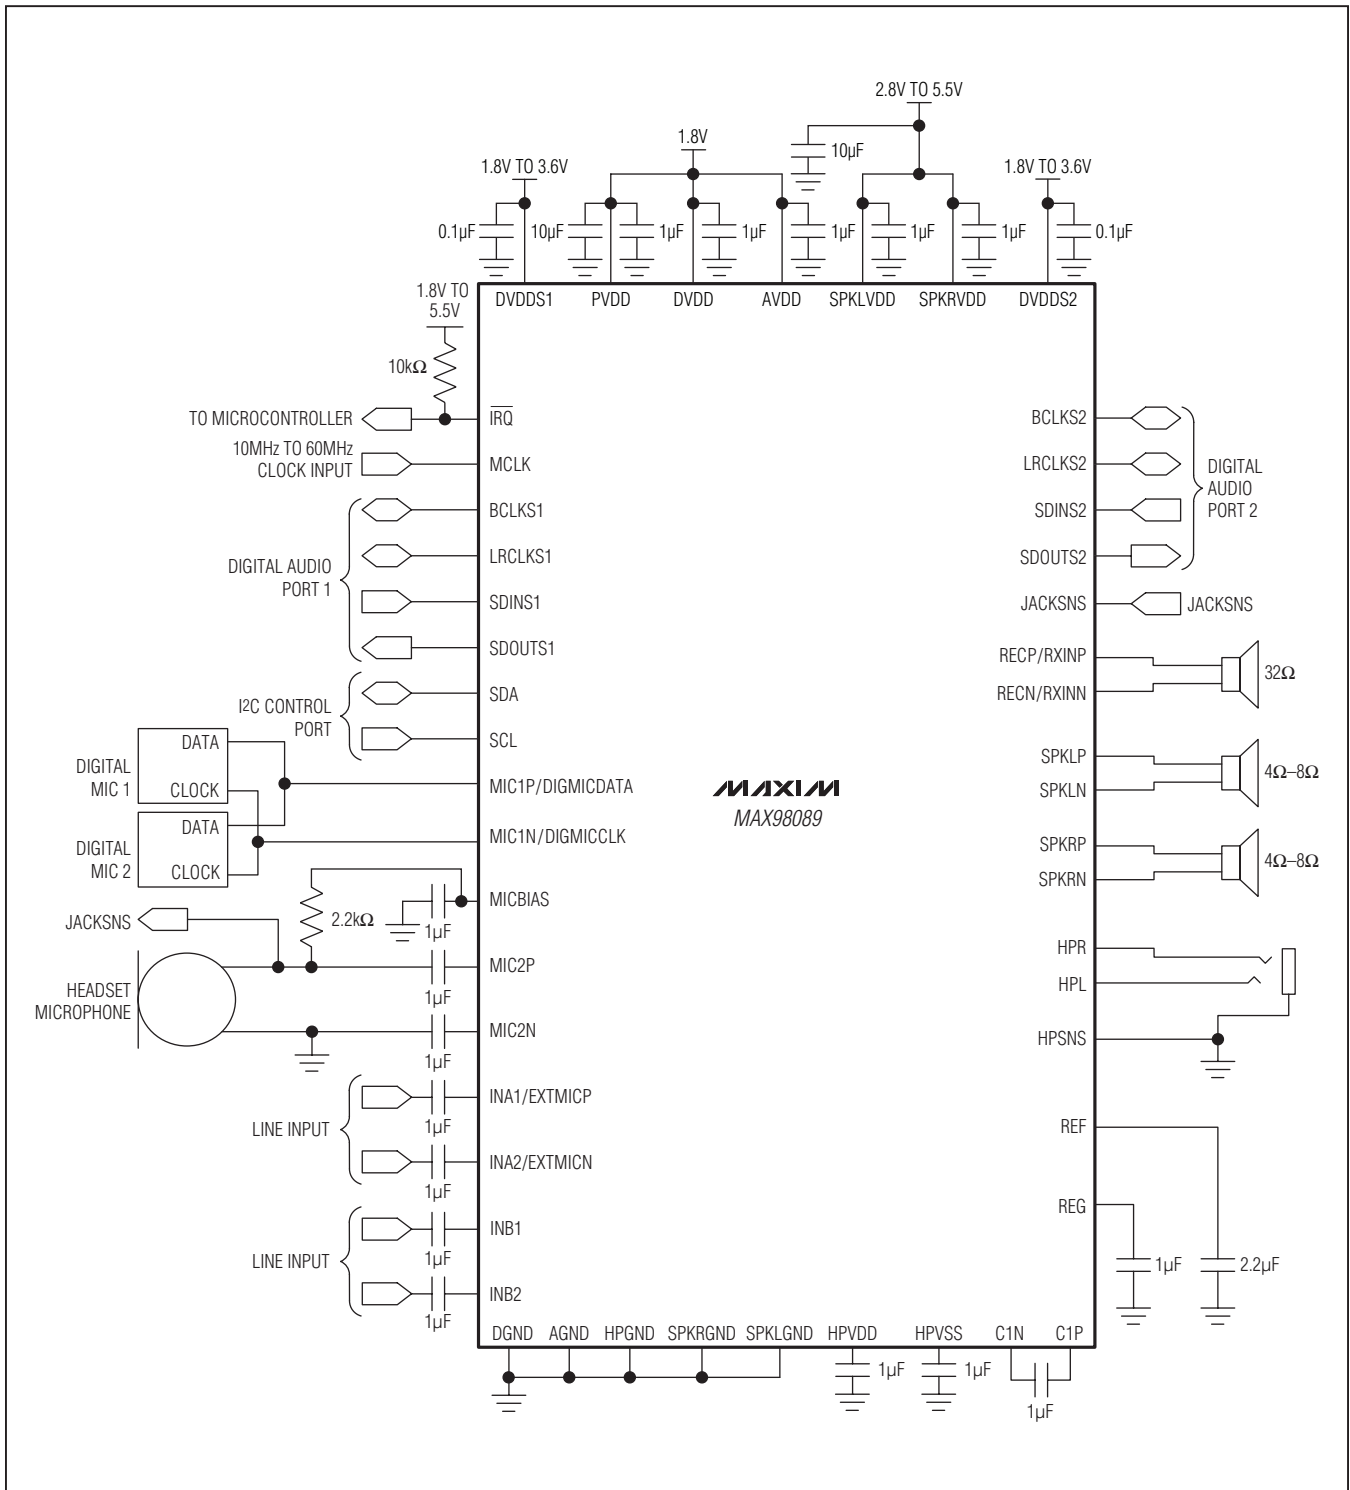 2.8V TO 5.5V
1.8V
10µF
1.8V TO 3.6V
1.8V TO 3.6V
0.1µF
10µF
1µF
1µF
1µF
1µF
1µF
0.1µF
1.8V TO
5.5V
DVDDS1
PVDD
DVDD
AVDD
SPKLVDD
SPKRVDD
DVDDS2
10kΩ
TO MICROCONTROLLER
IRQ
10MHz TO 60MHz
CLOCK INPUT
MCLK
DIGITAL AUDIO
PORT 1
BCLKS1
LRCLKS1
SDINS1
SDOUTS1
I2C CONTROL
PORT
SDA
SCL
DIGITAL
MIC 1
DATA
CLOCK
DIGITAL
MIC 2
DATA
CLOCK
MIC1P/DIGMICDATA
MIC1N/DIGMICCLK
MICBIAS
1µF
2.2kΩ
JACKSNS
HEADSET
MICROPHONE
MIC2P
1µF
MIC2N
1µF
LINE INPUT
INA1/EXTMICP
1µF
INA2/EXTMICN
1µF
LINE INPUT
INB1
1µF
INB2
1µF
MAXIM
MAX98089
BCLKS2
LRCLKS2
SDINS2
SDOUTS2
DIGITAL
AUDIO
PORT 2
JACKSNS
JACKSNS
RECP/RXINP
RECN/RXINN
32Ω
SPKLP
SPKLN
4Ω–8Ω
SPKRP
SPKRN
4Ω–8Ω
HPR
HPL
HPSNS
REF
REG
1µF
2.2µF
DGND
AGND
HPGND
SPKRGND
SPKLGND
HPVDD
HPVSS
C1N
C1P
1µF
1µF
1µF